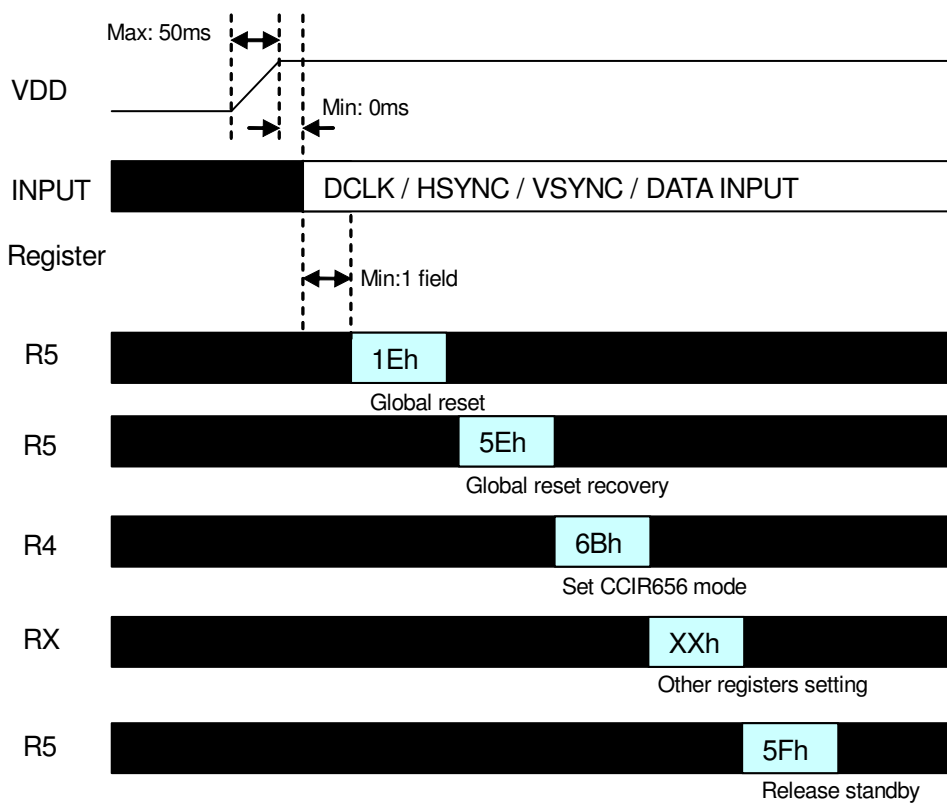 Max: 50ms
VDD
Min: 0ms
INPUT DCLK / HSYNC / VSYNC / DATA INPUT
Register
Min:1 field
R5 1Eh
Global reset
R5 5Eh
Global reset recovery
R4 6Bh
Set CCIR656 mode
RX XXh
Other registers setting
R5 5Fh
Release standby